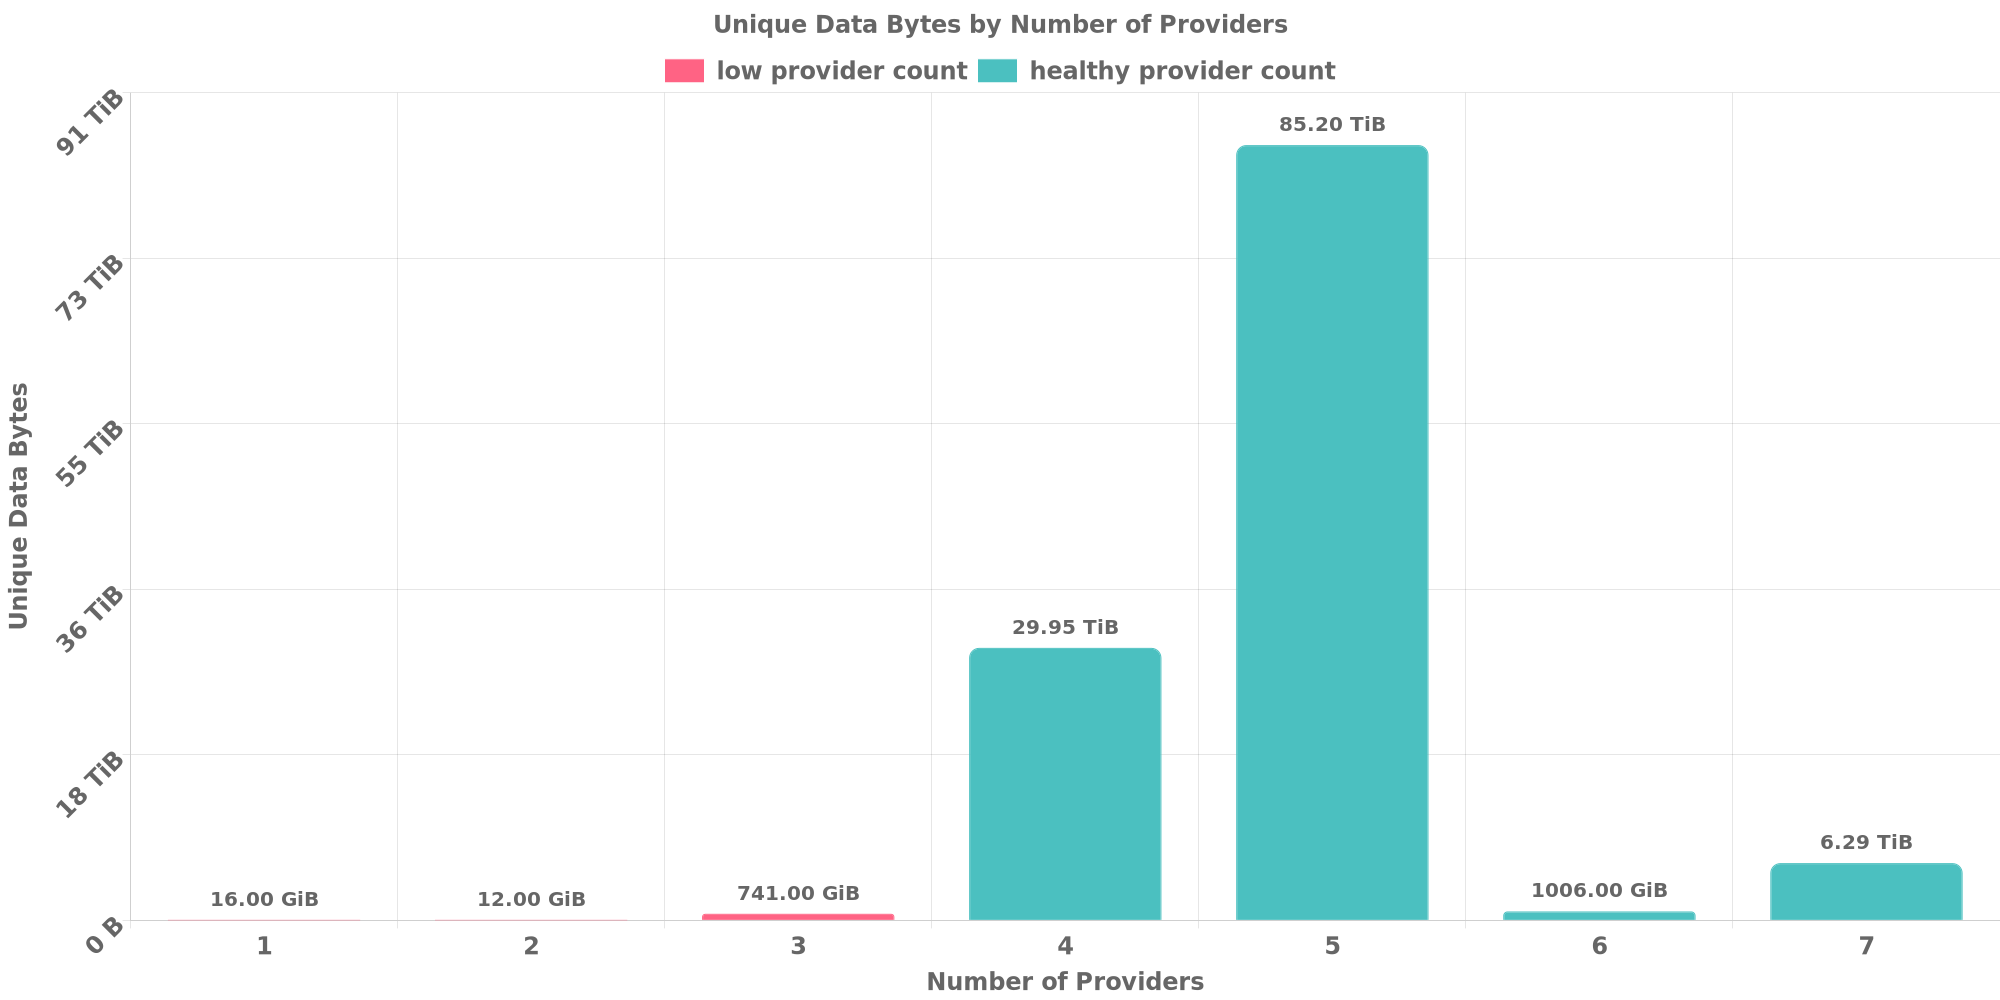 Unique Data Bytes by Number of Providers
low provider count healthy provider count
91 TiB
73 TiB
55 TiB
36 TiB
18 TiB
0 B
Unique Data Bytes
16.00 GiB
12.00 GiB
741.00 GiB
29.95 TiB
85.20 TiB
1006.00 GiB
6.29 TiB
1 2 3 4 5 6 7
Number of Providers